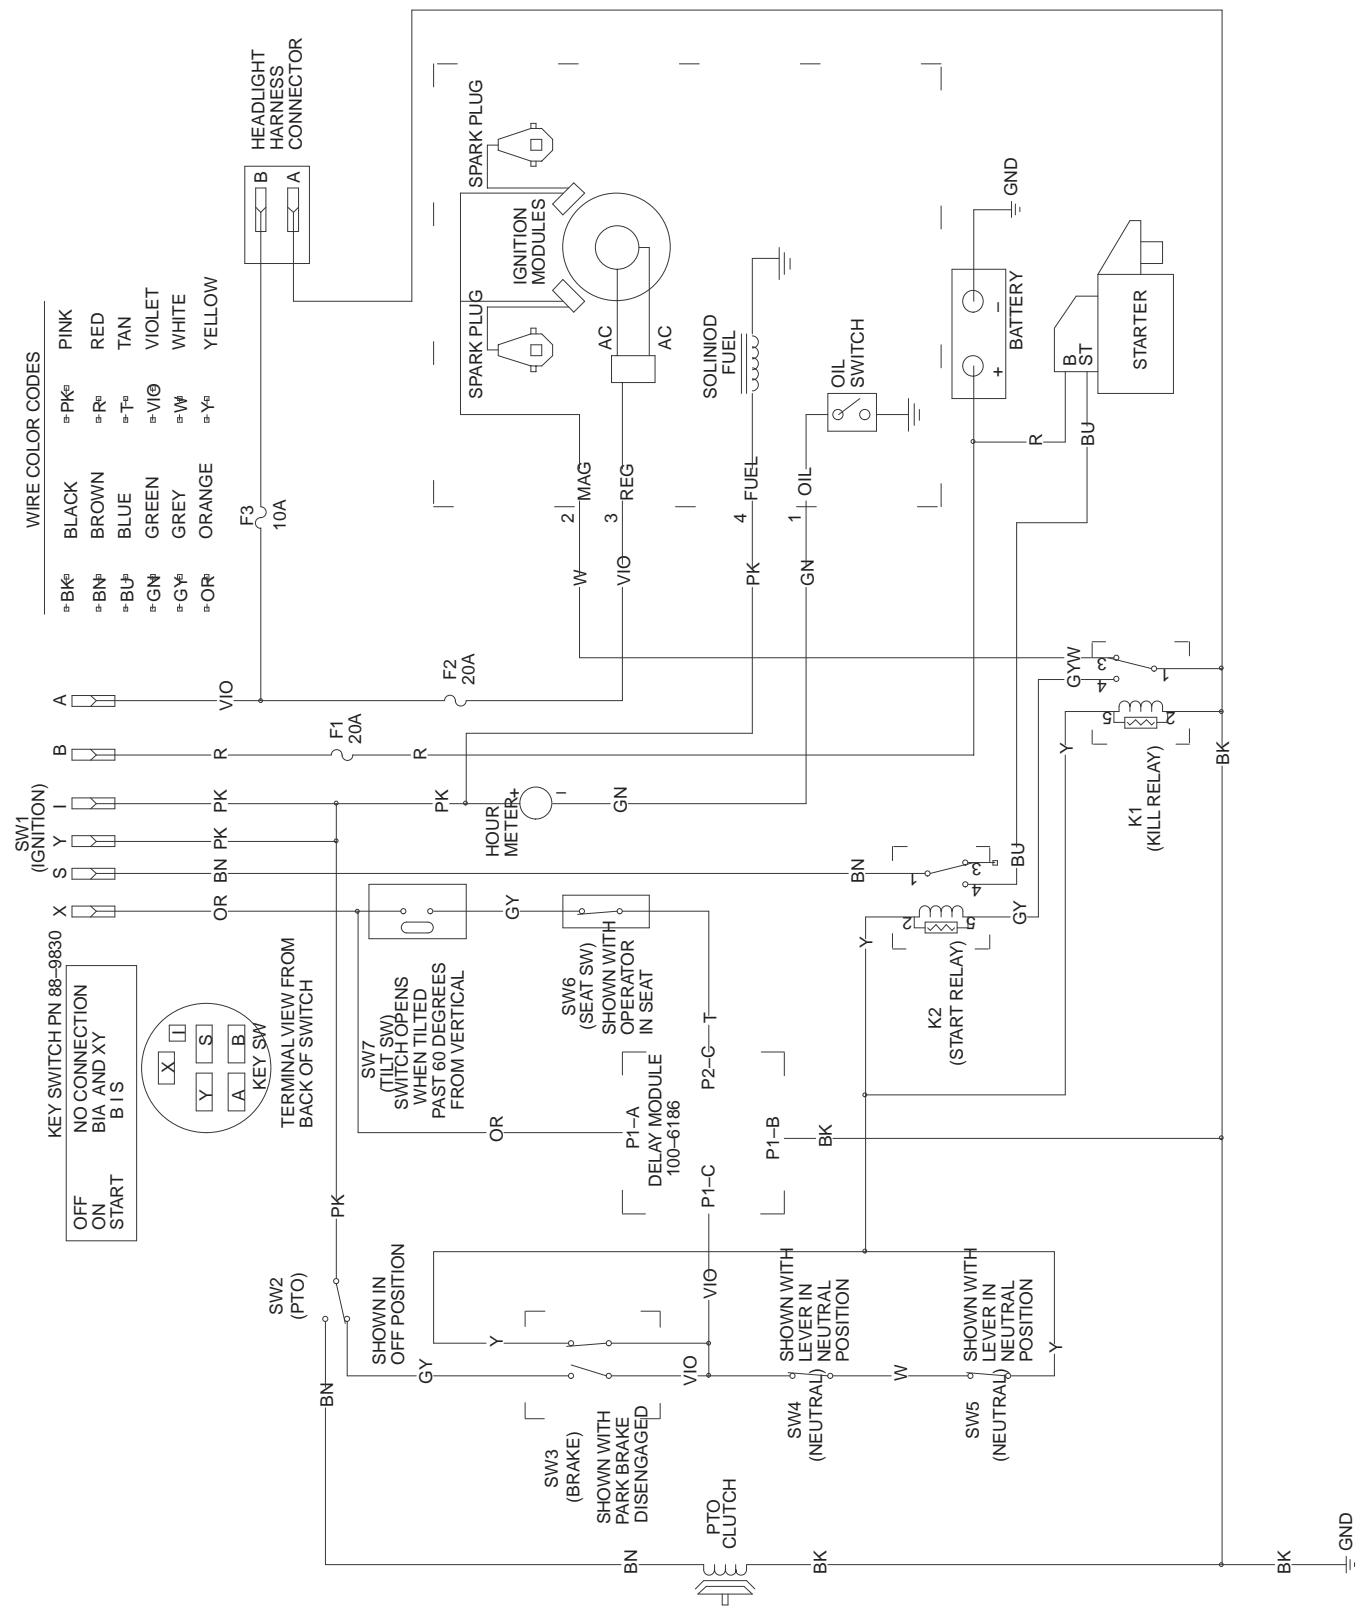 WIRE COLOR CODES
BK BLACK PK PINK
BN BROWN R RED
BU BLUE T TAN
GN GREEN VIO VIOLET
GY GREY W WHITE
OR ORANGE Y YELLOW
HEADLIGHT
HARNESS
CONNECTOR
B
A
F3
10A
SW1
(IGNITION)
A
B
I
Y
S
X
VIO
R
PK
PK
BN
OR
F2
20A
F1
20A
R
PK
HOUR
METER
+
–
GN
KEY SWITCH PN 88–9830
OFF NO CONNECTION
ON BIA AND XY
START B I S
X
I
Y
S
A
B
KEY SW
TERMINAL VIEW FROM
BACK OF SWITCH
SPARK PLUG
SPARK PLUG
IGNITION
MODULES
AC
AC
SOLINIOD
FUEL
OIL
SWITCH
2
MAG
3
REG
4
FUEL
1
OIL
W
VIO
PK
GN
+
–
BATTERY
GND
B
ST
STARTER
R
BU
W
GY
3
4
1
5
2
Y
BK
K1
(KILL RELAY)
BN
1
3
4
BU
2
5
GY
Y
K2
(START RELAY)
SW7
(TILT SW)
SWITCH OPENS
WHEN TILTED
PAST 60 DEGREES
FROM VERTICAL
GY
SW6
(SEAT SW)
SHOWN WITH
OPERATOR
IN SEAT
T
P2–C
P1–A
DELAY MODULE
100–6186
P1–B
P1–C
OR
BK
PK
SW2
(PTO)
SHOWN IN
OFF POSITION
BN
GY
Y
VIO
VIO
SW3
(BRAKE)
SHOWN WITH
PARK BRAKE
DISENGAGED
SHOWN WITH
LEVER IN
NEUTRAL
POSITION
SW4
(NEUTRAL)
W
SHOWN WITH
LEVER IN
NEUTRAL
POSITION
SW5
(NEUTRAL)
Y
BN
PTO
CLUTCH
BK
BK
GND